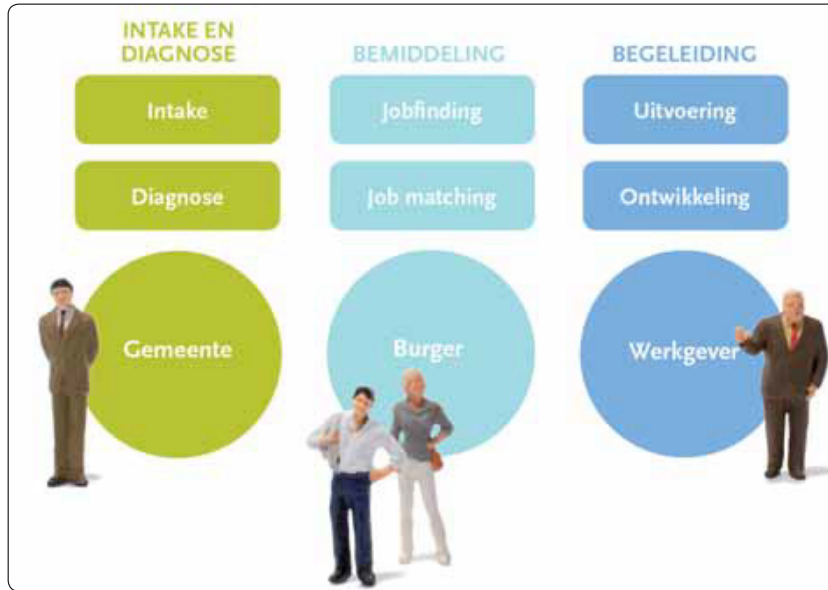 INTAKE EN
DIAGNOSE
Intake
Diagnose
Gemeente
BEMIDDELING
Jobfinding
Job matching
Burger
BEGELEIDING
Uitvoering
Ontwikkeling
Werkgever